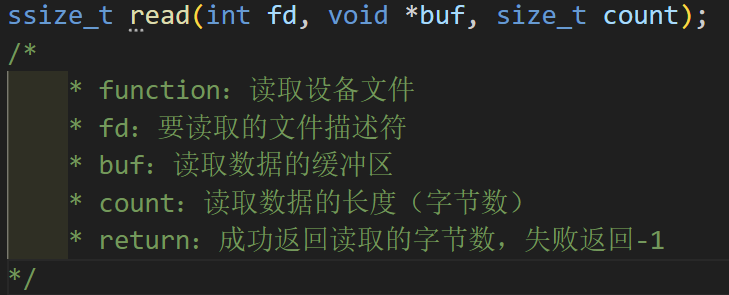 ssize_t read(int fd, void *buf, size_t count);
/*
* function：读取设备文件
* fd：要读取的文件描述符
* buf：读取数据的缓冲区
* count：读取数据的长度（字节数）
* return：成功返回读取的字节数，失败返回-1
*/